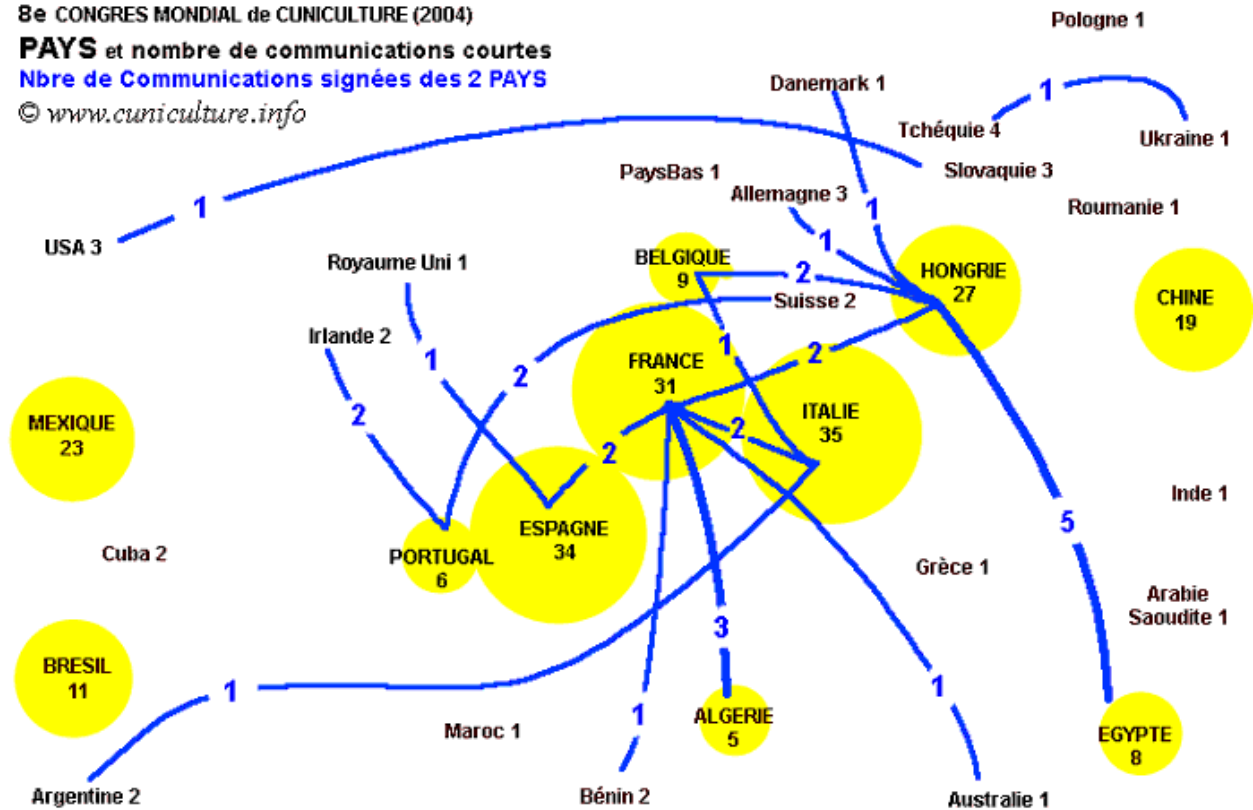 8e CONGRES MONDIAL de CUNICULTURE (2004)
PAYS et nombre de communications courtes
Nbre de Communications signées des 2 PAYS
© www.cuniculture.info
Pologne 1
Danemark 1
1
Tchéquie 4
Ukraine 1
PaysBas 1
Slovaquie 3
Allemagne 3
1
1
Roumanie 1
USA 3
1
Royaume Uni 1
BELGIQUE
9
2
HONGRIE
27
CHINE
19
Suisse 2
Irlande 2
1
1
2
FRANCE
31
2
2
MEXIQUE
23
ITALIE
35
2
2
Inde 1
5
ESPAGNE
34
PORTUGAL
6
Cuba 2
Grèce 1
Arabie
Saoudite 1
3
BRESIL
11
1
1
1
Maroc 1
ALGERIE
5
EGYPTE
8
Argentine 2
Bénin 2
Australie 1